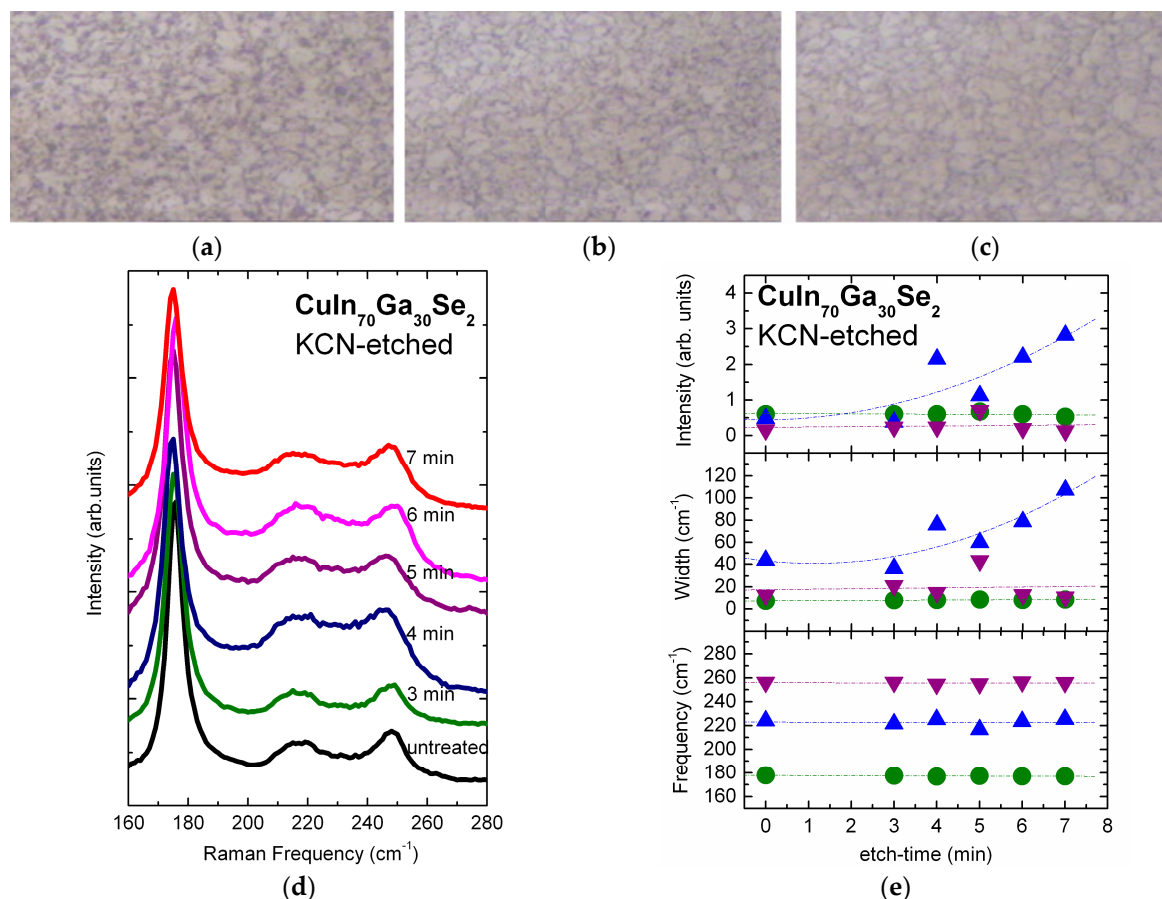 (a)
(b)
(c)
CuIn₇₀Ga₃₀Se₂
KCN-etched
7 min
6 min
5 min
4 min
3 min
untreated
Intensity (arb.units)
160 180 200 220 240 260 280
Raman Frequency (cm⁻¹)
(d)
CuIn₇₀Ga₃₀Se₂
KCN-etched
Intensity (arb. units)
4
3
2
1
0
Width (cm⁻¹)
120
100
80
60
40
20
0
Frequency (cm⁻¹)
280
260
240
220
200
180
160
0 1 2 3 4 5 6 7 8
etch-time (min)
(e)